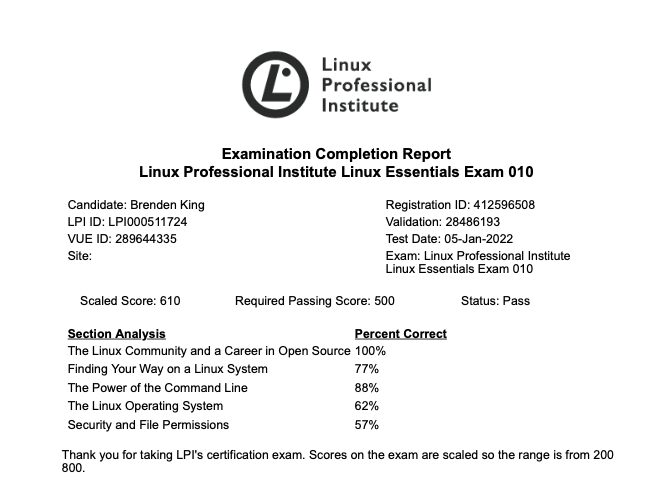 Linux
Professional
Institute
Examination Completion Report
Linux Professional Institute Linux Essentials Exam 010
Candidate: Brenden King
Registration ID: 412596508
LPI ID: LPI000511724
Validation: 28486193
VUE ID: 289644335
Test Date: 05-Jan-2022
Site:
Exam: Linux Professional Institute
Linux Essentials Exam 010
Scaled Score: 610
Required Passing Score: 500
Status: Pass
Section Analysis
Percent Correct
The Linux Community and a Career in Open Source 100%
Finding Your Way on a Linux System 77%
The Power of the Command Line 88%
The Linux Operating System 62%
Security and File Permissions 57%
Thank you for taking LPI's certification exam. Scores on the exam are scaled so the range is from 200
800.